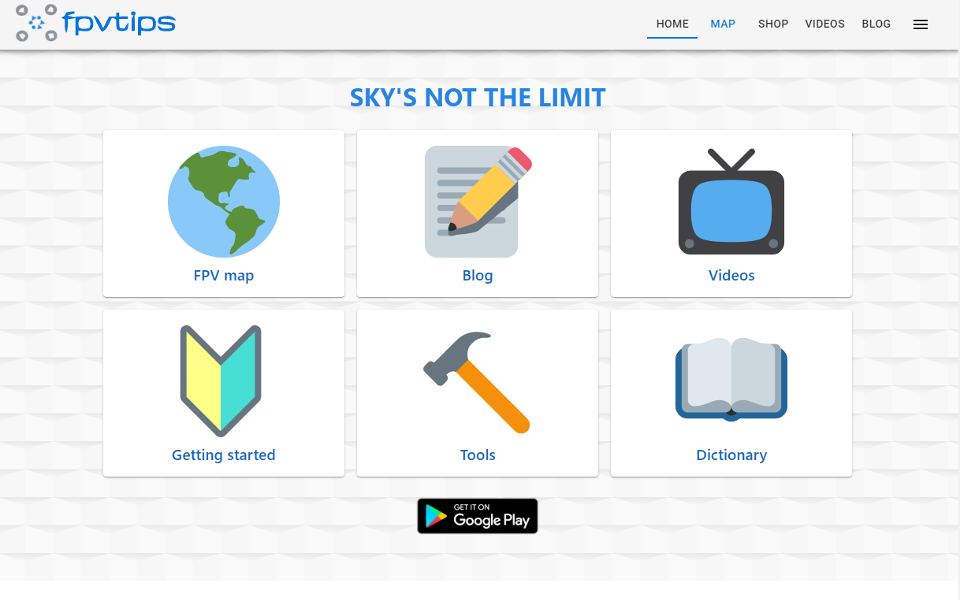 fpvtips
HOME MAP SHOP VIDEOS BLOG
SKY'S NOT THE LIMIT
FPV map
Blog
Videos
Getting started
Tools
Dictionary
GET IT ON
Google Play